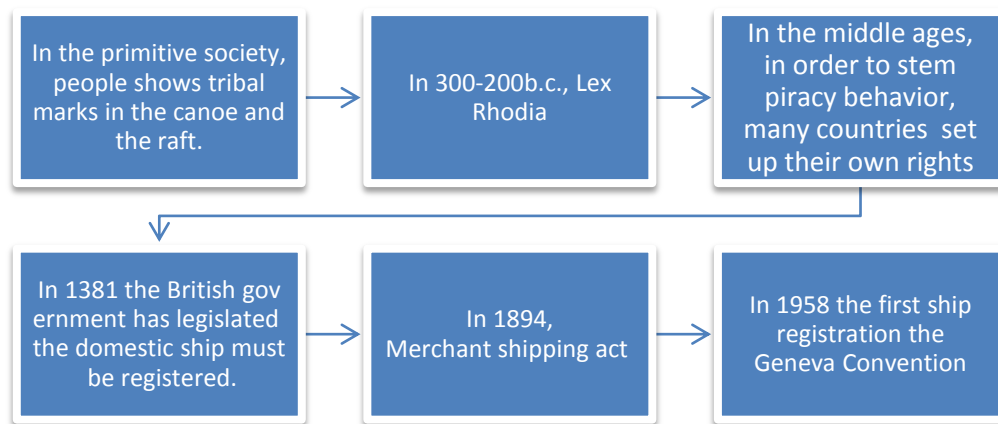 In the primitive society,
people shows tribal
marks in the canoe and
the raft.
In 300-200b.c., Lex
Rhodia
In the middle ages,
in order to stem
piracy behavior,
many countries set
up their own rights
In 1381 the British gov
ernment has legislated
the domestic ship must
be registered.
In 1894,
Merchant shipping act
In 1958 the first ship
registration the
Geneva Convention